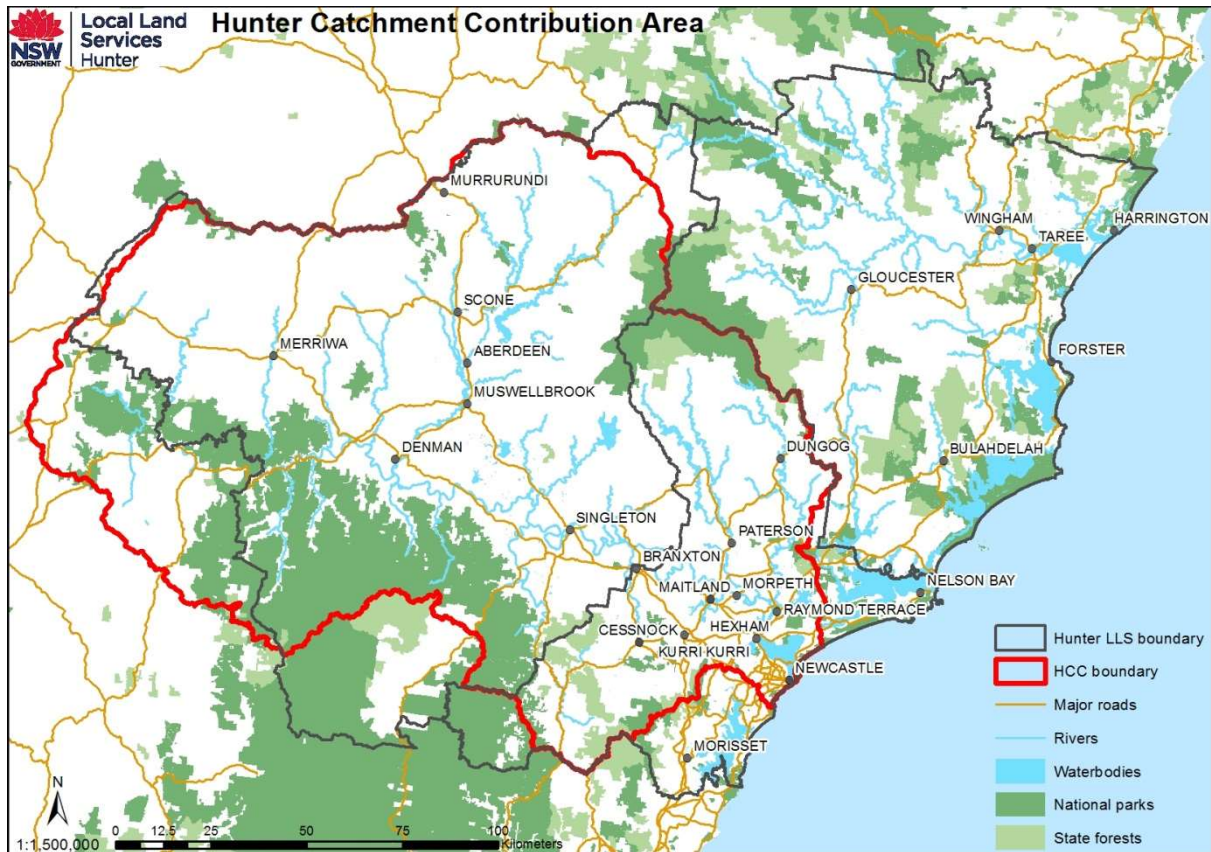 Hunter Catchment Contribution Area
Local Land
Services
Hunter
NSW
GOVERNMENT
MURRURUNDI
WINGHAM
HARRINGTON
TAREE
GLOUCESTER
SCONE
MERRIWA
ABERDEEN
FORSTER
MUSWELLBROOK
DENMAN
DUNGOG
BULAHDELAH
SINGLETON
PATERSON
BRANXTON
NELSON BAY
MAITLAND
MORPETH
RAYMOND TERRACE
CESSNOCK
HEXHAM
KURRI KURRI
NEWCASTLE
MORISSET
Hunter LLS boundary
HCC boundary
Major roads
Rivers
Waterbodies
National parks
State forests
N
0 12.5 25 50 75 100
1:1,500,000 Kilometers